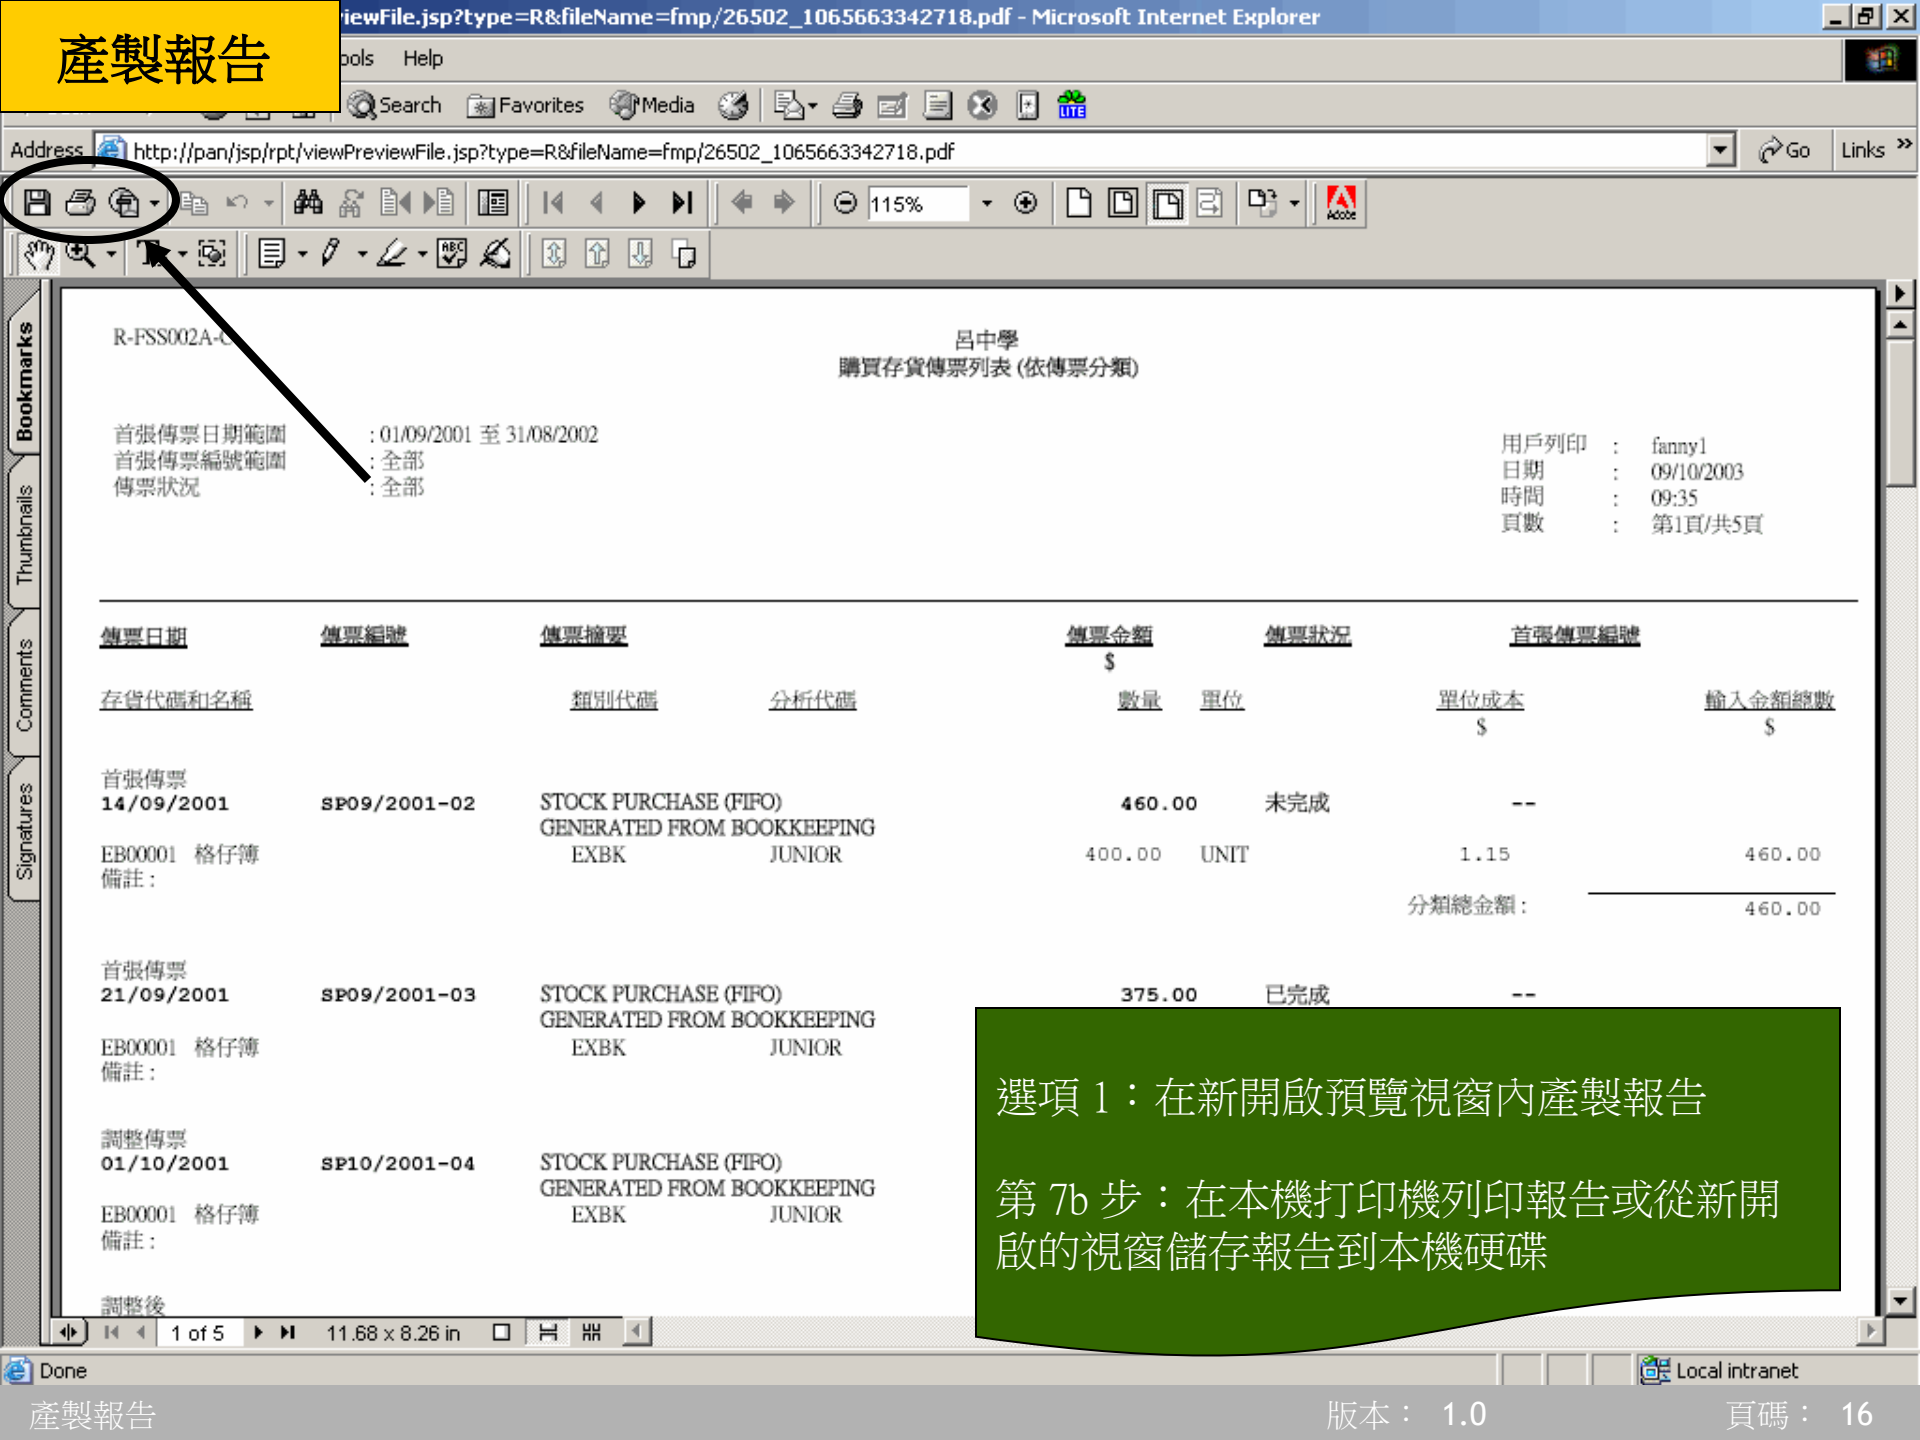 產製報告
viewFile.jsp?type=R&fileName=fmp/26502_1065663342718.pdf - Microsoft Internet Explorer
ools Help
Search Favorites Media LITE
Address http://pan/jsp/rpt/viewPreviewFile.jsp?type=R&fileName=fmp/26502_1065663342718.pdf Go Links »
115% Adobe
Bookmarks
Thumbnails
Comments
Signatures
R-FSS002A-
呂中學
購買存貨傳票列表 (依傳票分類)
首張傳票日期範圍 : 01/09/2001 至 31/08/2002
首張傳票編號範圍 : 全部
傳票狀況 : 全部
用戶列印 : fanny1
日期 : 09/10/2003
時間 : 09:35
頁數 : 第1頁/共5頁
傳票日期 傳票編號 傳票摘要 傳票金額 傳票狀況 首張傳票編號
$
存貨代碼和名稱 類別代碼 分析代碼 數量 單位 單位成本 輸入金額總數
$ $
首張傳票
14/09/2001 SP09/2001-02 STOCK PURCHASE (FIFO) 460.00 未完成 --
GENERATED FROM BOOKKEEPING
EB00001 格仔簿 EXBK JUNIOR 400.00 UNIT 1.15 460.00
備註 :
分類總金額 : 460.00
首張傳票
21/09/2001 SP09/2001-03 STOCK PURCHASE (FIFO) 375.00 已完成 --
GENERATED FROM BOOKKEEPING
EB00001 格仔簿 EXBK JUNIOR
備註 :
調整傳票
01/10/2001 SP10/2001-04 STOCK PURCHASE (FIFO)
GENERATED FROM BOOKKEEPING
EB00001 格仔簿 EXBK JUNIOR
備註 :
調整後
選項 1：在新開啟預覽視窗內產製報告
第 7b 步：在本機打印機列印報告或從新開
啟的視窗儲存報告到本機硬碟
1 of 5 11.68 x 8.26 in
Done Local intranet
產製報告 版本： 1.0 頁碼： 16